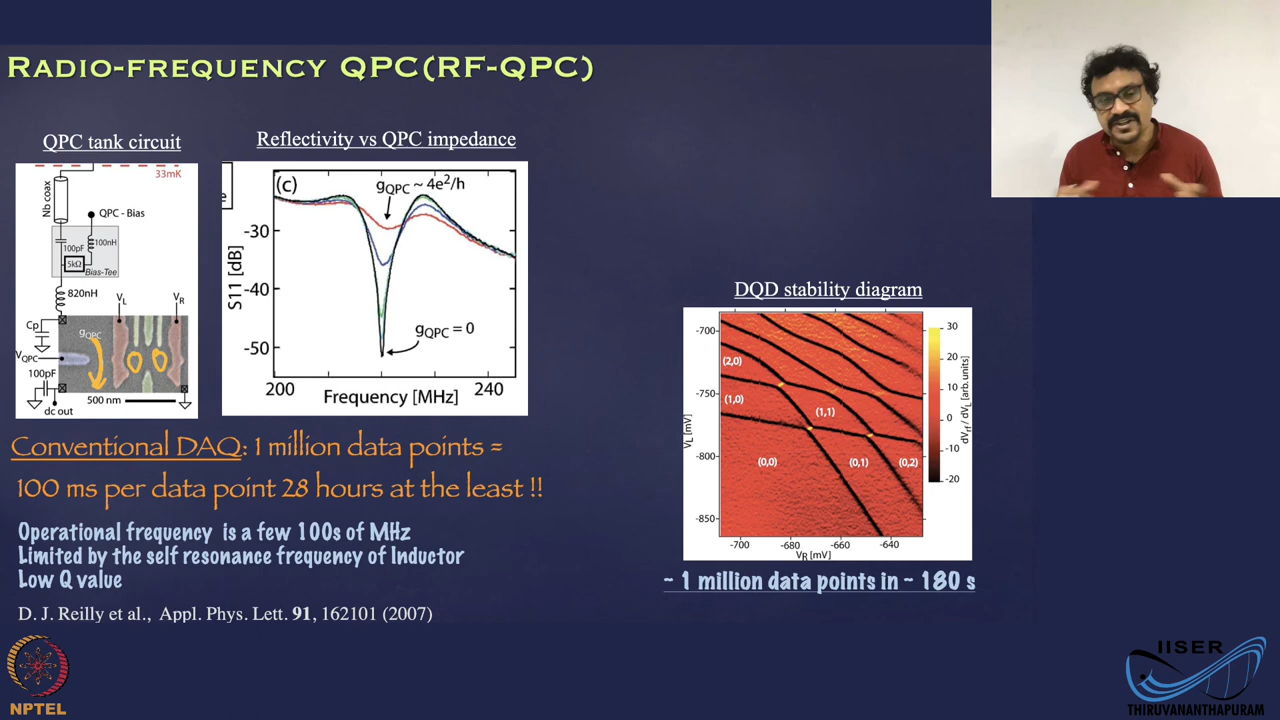 RADIO-FREQUENCY QPC(RF-QPC)
QPC tank circuit
33mK
Nb coax
QPC - Bias
100pF
100nH
5kΩ
Bias-Tee
820nH
Cp
VL
VR
gQPC
VQPC
100pF
500 nm
dc out
Reflectivity vs QPC impedance
(c)
gQPC ~ 4e²/h
-30
-40
-50
S11 [dB]
gQPC = 0
200
240
Frequency [MHz]
DQD stability diagram
-700
-750
-800
-850
VL [mV]
(2,0)
(1,0)
(1,1)
(0,0)
(0,1)
(0,2)
-700
-680
-660
-640
VR [mV]
30
20
10
0
-10
-20
dVrf / dVL [arb.units]
~ 1 million data points in ~ 180 s
Conventional DAQ: 1 million data points =
100 ms per data point 28 hours at the least !!
Operational frequency is a few 100s of MHz
Limited by the self resonance frequency of Inductor
Low Q value
D. J. Reilly et al., Appl. Phys. Lett. 91, 162101 (2007)
NPTEL
IISER
THIRUVANANTHAPURAM